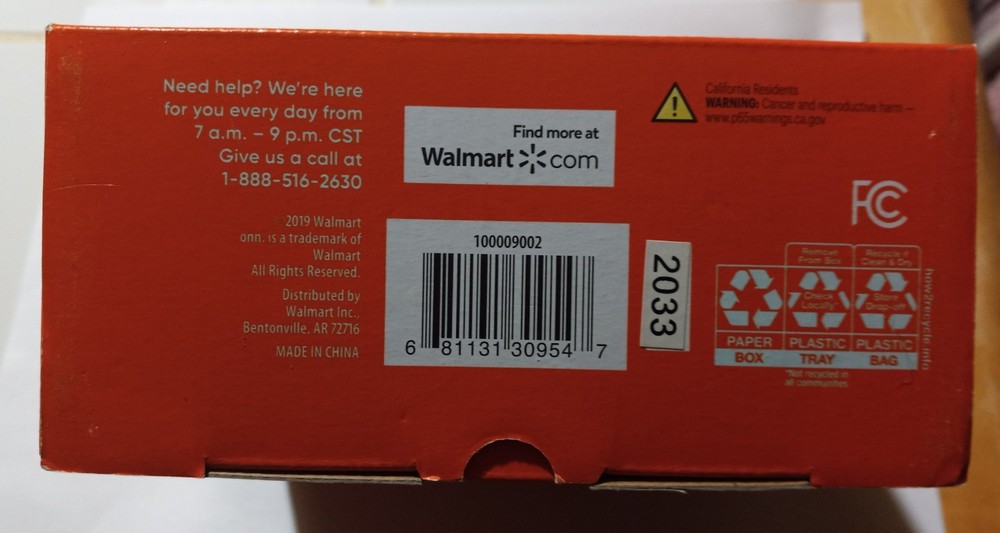 Need help? We're here
for you every day from
7 a.m. – 9 p.m. CST
Give us a call at
1-888-516-2630
©2019 Walmart
onn. is a trademark of
Walmart
All Rights Reserved.
Distributed by
Walmart Inc.,
Bentonville, AR 72716
MADE IN CHINA
Find more at
Walmart com
100009002
6 81131 30954 7
2033
California Residents
WARNING: Cancer and reproductive harm —
www.p65warnings.ca.gov
FC
Remove From Box
Recycle if Clean & Dry
Check Locally*
Store Drop-off
PAPER PLASTIC PLASTIC
BOX TRAY BAG
*Not recycled in
all communities
how2recycle.info